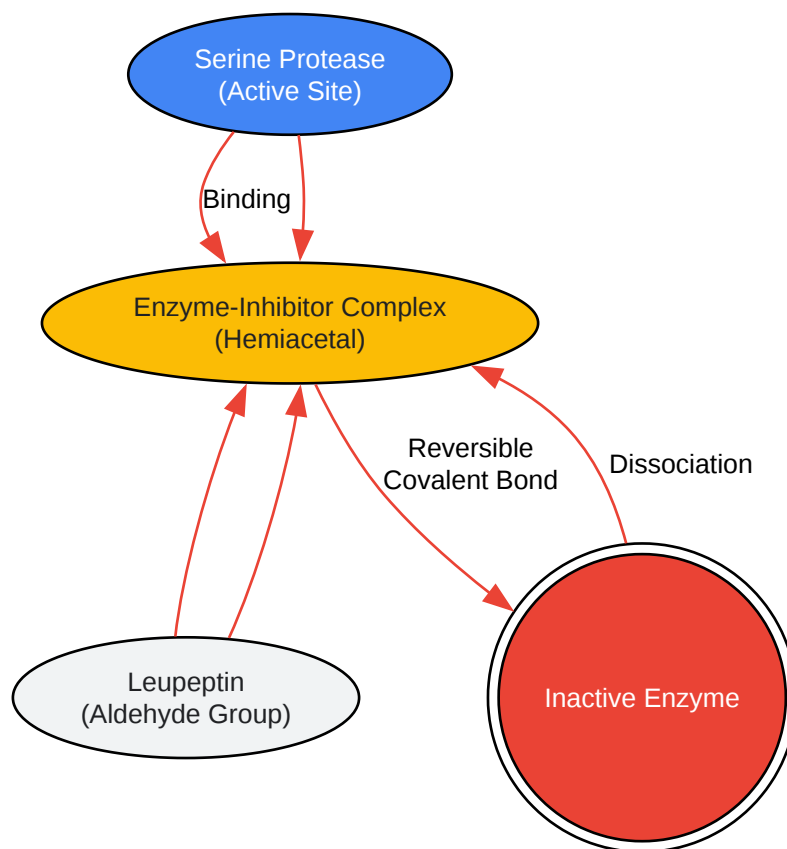 Serine Protease
(Active Site)
Binding
Enzyme-Inhibitor Complex
(Hemiacetal)
Reversible
Covalent Bond
Dissociation
Leupeptin
(Aldehyde Group)
Inactive Enzyme